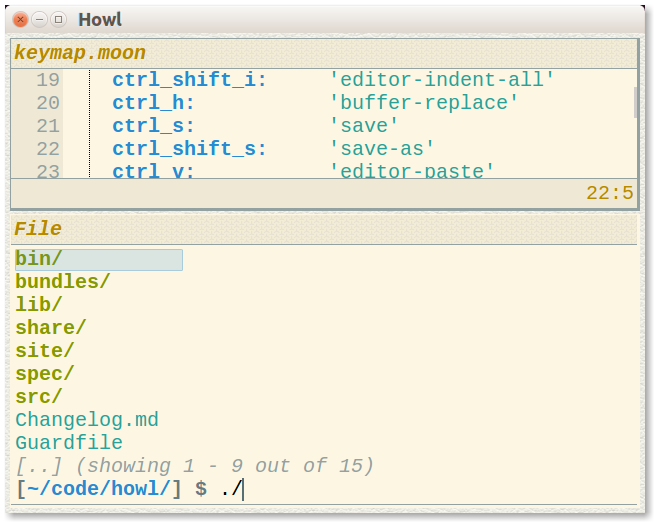 Howl
keymap.moon
19 ctrl_shift_i: 'editor-indent-all'
20 ctrl_h: 'buffer-replace'
21 ctrl_s: 'save'
22 ctrl_shift_s: 'save-as'
23 ctrl_v: 'editor-paste'
22:5
File
bin/
bundles/
lib/
share/
site/
spec/
src/
Changelog.md
Guardfile
[..] (showing 1 - 9 out of 15)
[~/code/howl/] $ ./